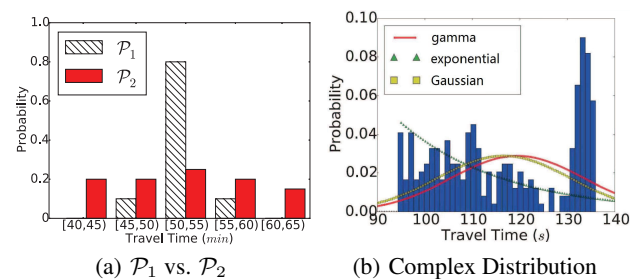 1.0
0.8
0.6
0.4
0.2
0.0
Probability
P₁
P₂
[40,45) [45,50) [50,55) [55,60) [60,65)
Travel Time (min)
(a) P₁ vs. P₂
0.10
0.08
0.06
0.04
0.02
0.00
Probability
gamma
exponential
Gaussian
90 100 110 120 130 140
Travel Time (s)
(b) Complex Distribution